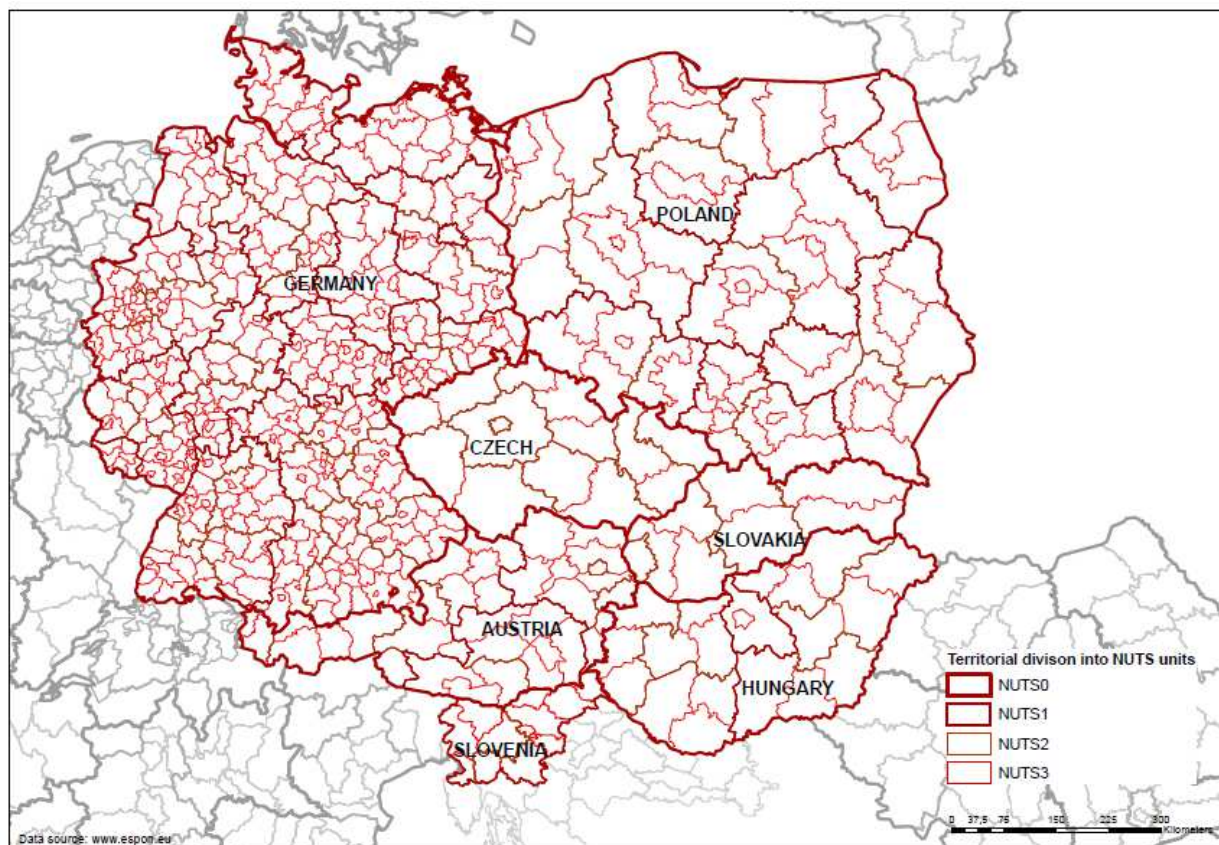 POLAND
GERMANY
CZECH
SLOVAKIA
AUSTRIA
HUNGARY
SLOVENIA
Territorial divison into NUTS units
NUTS0
NUTS1
NUTS2
NUTS3
0 37,5 75 150 225 300
Kilometers
Data source: www.espon.eu